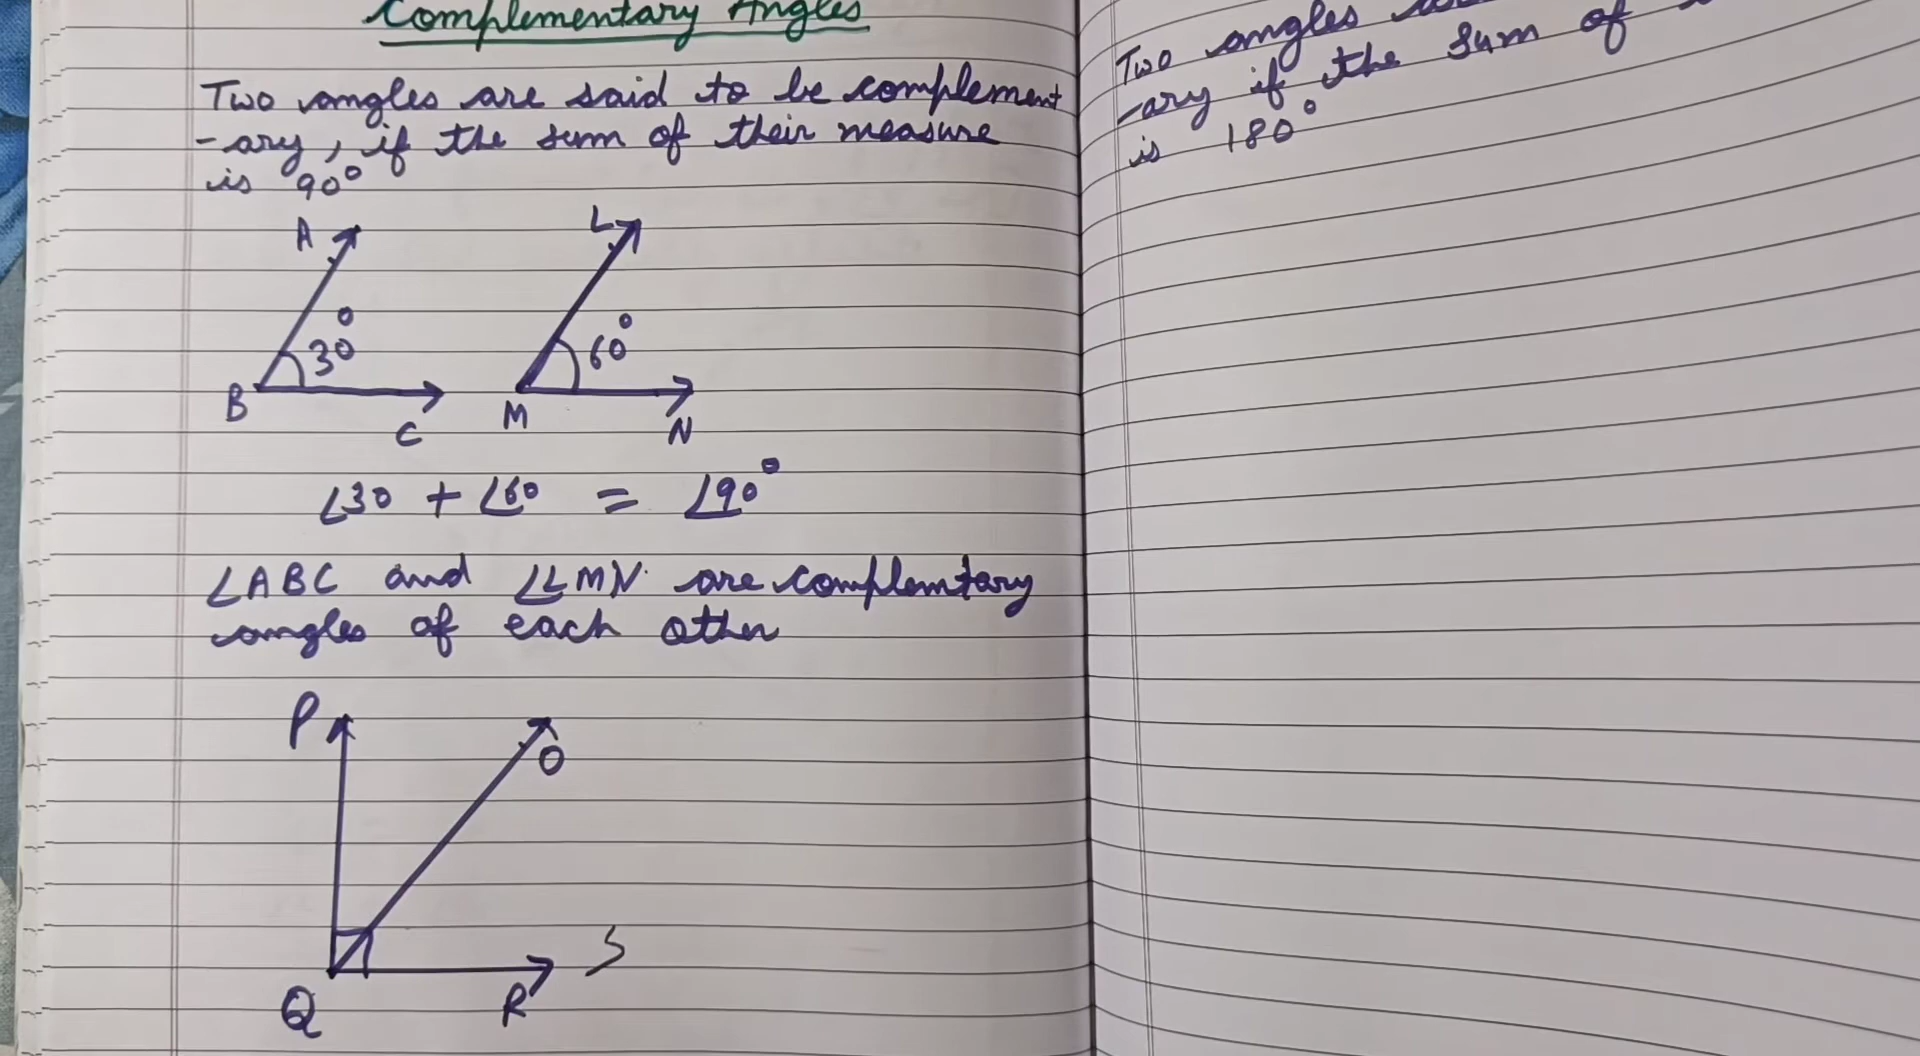 Complementary Angles
Two angles are said to be complement
-ary, if the sum of their measure
is 90°
A
L
30°
60°
B
C
M
N
∠30 + ∠60 = ∠90°
∠ABC and ∠LMN are complemtary
angles of each other
P
O
S
Q
R
Two angles
-ary if the sum of
is 180°